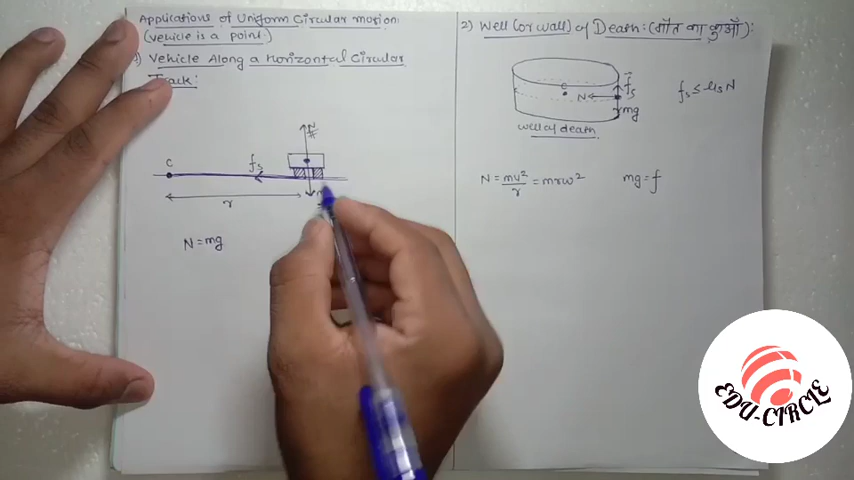 Applications of Uniform Circular motion:
(vehicle is a point)
Vehicle Along a Horizontal Circular
Track:
N
C
fs
r
N = mg
2) Well (or wall) of Death: (मौत का कुआँ):
C
N
fs
mg
fs ≤ μsN
well of death
N = mv²/r = mrω²
mg = f
EDU-CIRCLE